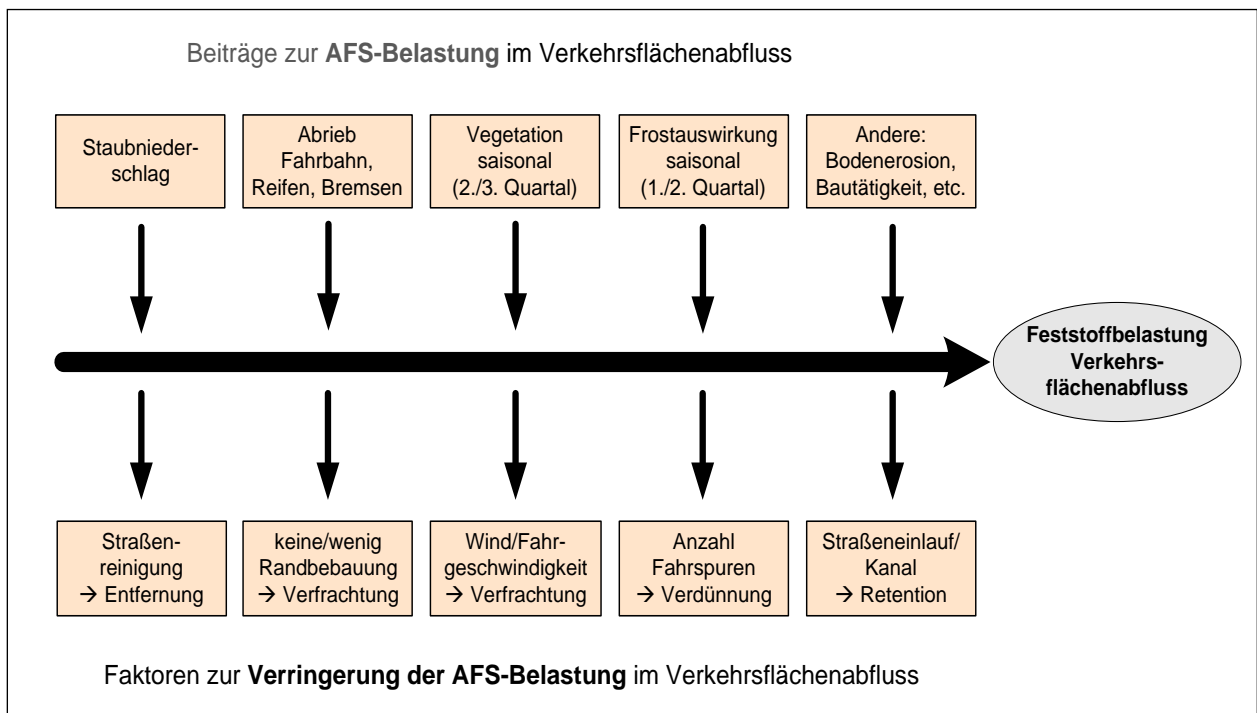 Beiträge zur AFS-Belastung im Verkehrsflächenabfluss
Staubnieder-
schlag
Abrieb
Fahrbahn,
Reifen, Bremsen
Vegetation
saisonal
(2./3. Quartal)
Frostauswirkung
saisonal
(1./2. Quartal)
Andere:
Bodenerosion,
Bautätigkeit, etc.
Feststoffbelastung
Verkehrs-
flächenabfluss
Straßen-
reinigung
→ Entfernung
keine/wenig
Randbebauung
→ Verfrachtung
Wind/Fahr-
geschwindigkeit
→ Verfrachtung
Anzahl
Fahrspuren
→ Verdünnung
Straßeneinlauf/
Kanal
→ Retention
Faktoren zur Verringerung der AFS-Belastung im Verkehrsflächenabfluss